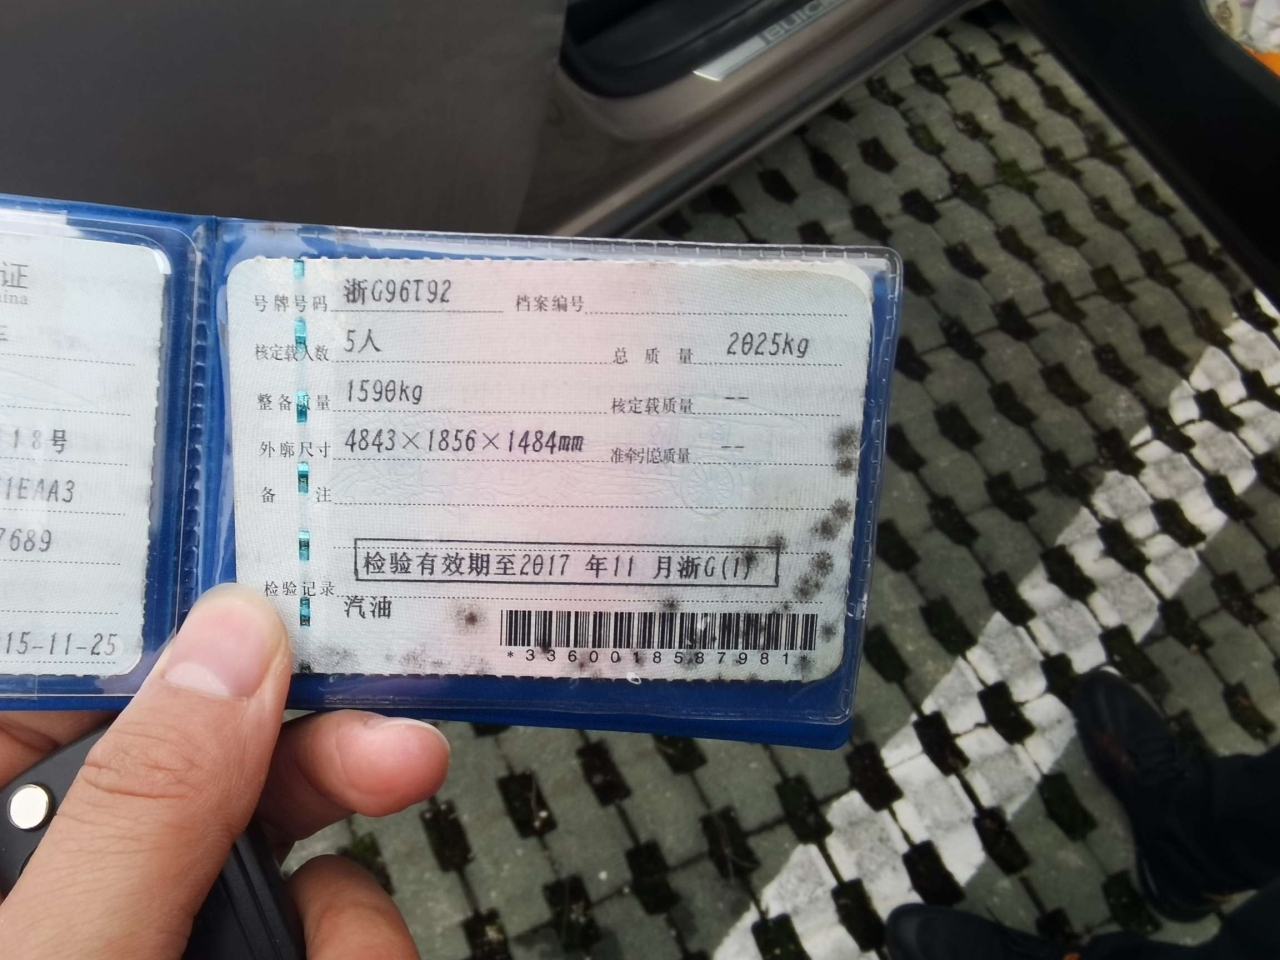 BUICK
证
ina
车
18号
1EAA3
7689
15-11-25
号牌号码 浙G96T92 档案编号
核定载人数 5人 总质量 2025kg
整备质量 1590kg 核定载质量 --
外廓尺寸 4843×1856×1484mm 准牵引总质量 --
备注
检验有效期至2017 年11 月浙G(1)
检验记录
汽油
*3360018587981